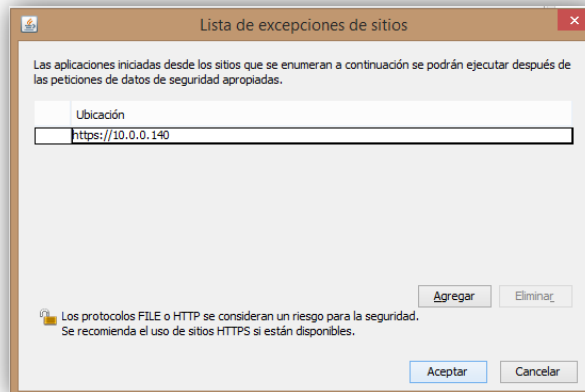 Lista de excepciones de sitios
Las aplicaciones iniciadas desde los sitios que se enumeran a continuación se podrán ejecutar después de
las peticiones de datos de seguridad apropiadas.
Ubicación
https://10.0.0.140
Agregar Eliminar
Los protocolos FILE o HTTP se consideran un riesgo para la seguridad.
Se recomienda el uso de sitios HTTPS si están disponibles.
Aceptar Cancelar